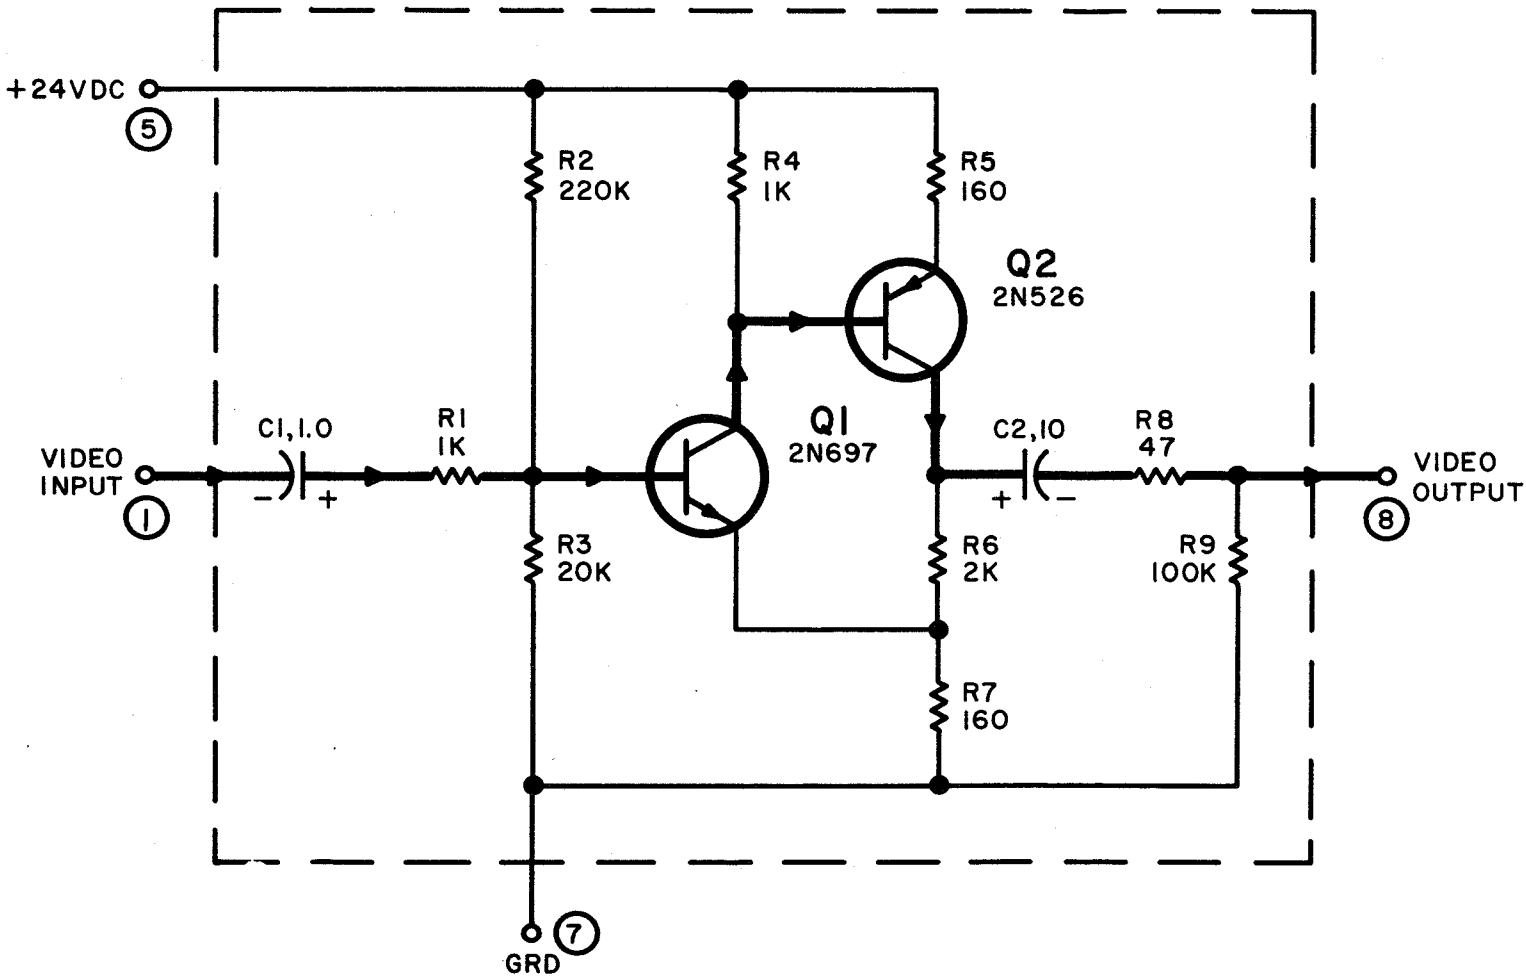 +24VDC
5
R2
220K
R4
1K
R5
160
Q2
2N526
Q1
2N697
VIDEO
INPUT
1
C1,1.0
- +
R1
1K
C2,10
+ -
R8
47
VIDEO
OUTPUT
8
R3
20K
R6
2K
R9
100K
R7
160
7
GRD